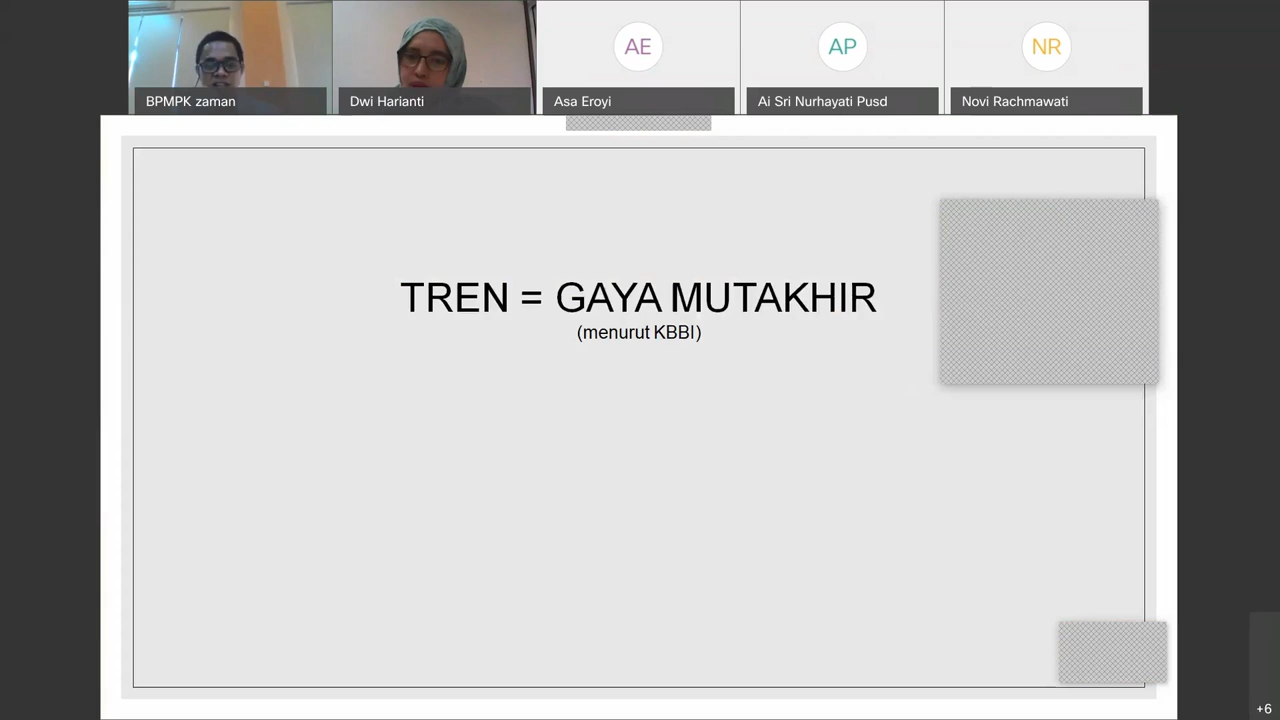 AE
AP
NR
BPMPK zaman
Dwi Harianti
Asa Eroyi
Ai Sri Nurhayati Pusd
Novi Rachmawati
TREN = GAYA MUTAKHIR
(menurut KBBI)
+6